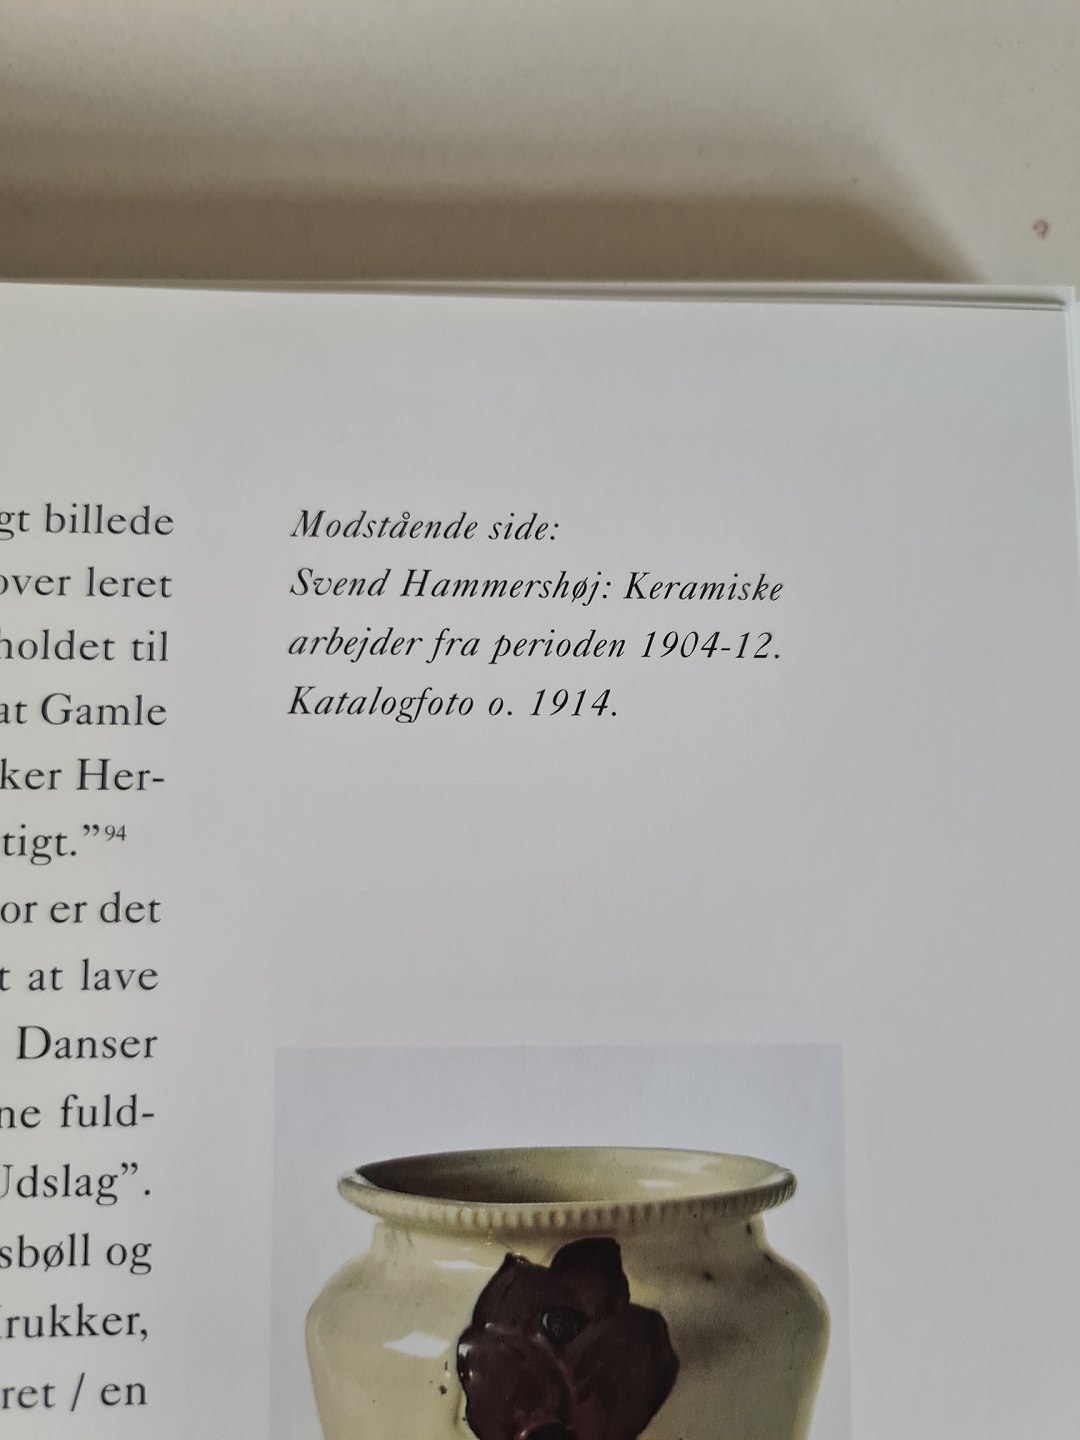 gt billede
over leret
holdet til
at Gamle
ker Her-
tigt.”94
or er det
t at lave
Danser
ne fuld-
Udslag”.
sbøll og
Krukker,
ret / en
Modstående side:
Svend Hammershøj: Keramiske
arbejder fra perioden 1904-12.
Katalogfoto o. 1914.